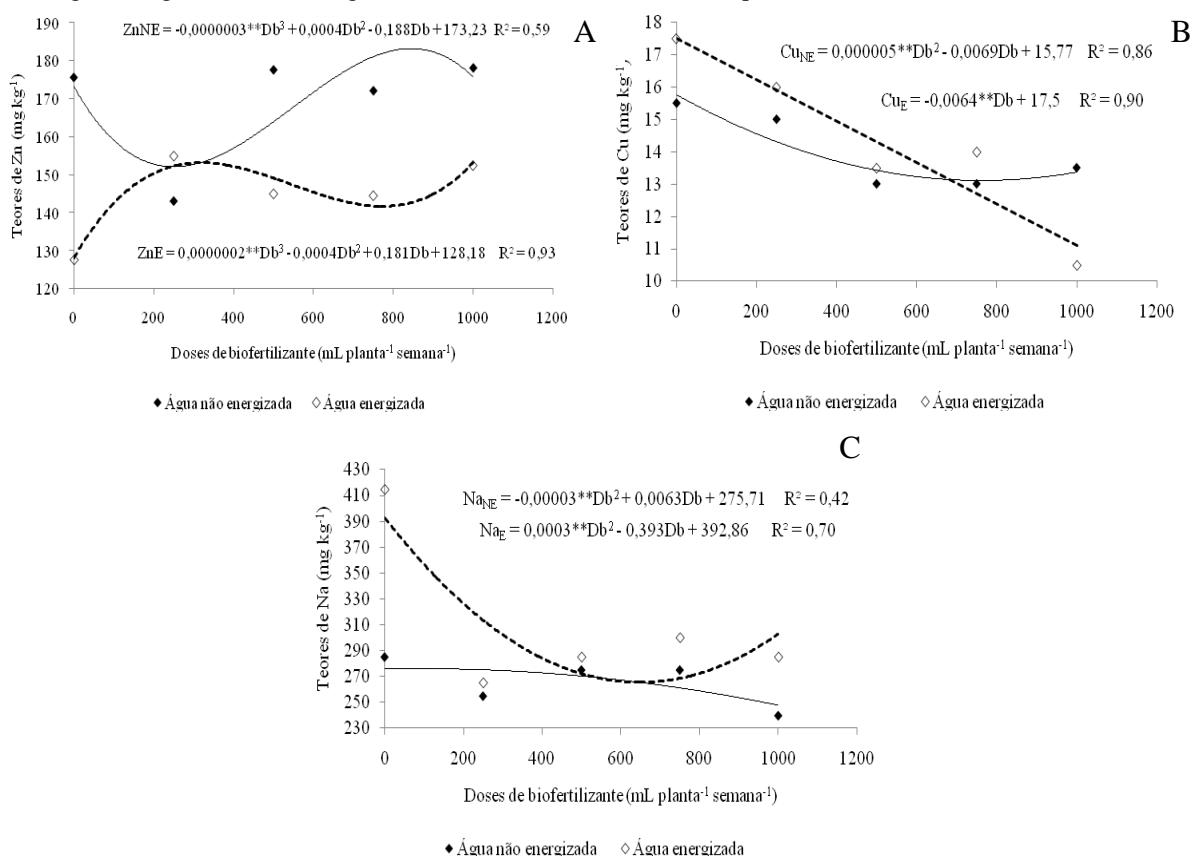 ZnNE = -0,0000003**Db³ + 0,0004Db² - 0,188Db + 173,23 R² = 0,59
A
190
180
170
160
150
140
130
120
Teores de Zn (mg kg⁻¹)
ZnE = 0,0000002**Db³ - 0,0004Db² + 0,181Db + 128,18 R² = 0,93
0 200 400 600 800 1000 1200
Doses de biofertilizante (mL planta⁻¹ semana⁻¹)
◆ Água não energizada ◇ Água energizada
B
18
17
16
15
14
13
12
11
10
Teores de Cu (mg kg⁻¹)
Cu_NE = 0,000005**Db² - 0,0069Db + 15,77 R² = 0,86
Cu_E = -0,0064**Db + 17,5 R² = 0,90
0 200 400 600 800 1000 1200
Doses de biofertilizante (mL planta⁻¹ semana⁻¹)
◆ Água não energizada ◇ Água energizada
C
430
410
390
370
350
330
310
290
270
250
230
Teores de Na (mg kg⁻¹)
Na_NE = -0,00003**Db² + 0,0063Db + 275,71 R² = 0,42
Na_E = 0,0003**Db² - 0,393Db + 392,86 R² = 0,70
0 200 400 600 800 1000 1200
Doses de biofertilizante (mL planta⁻¹ semana⁻¹)
◆ Água não energizada ◇ Água energizada